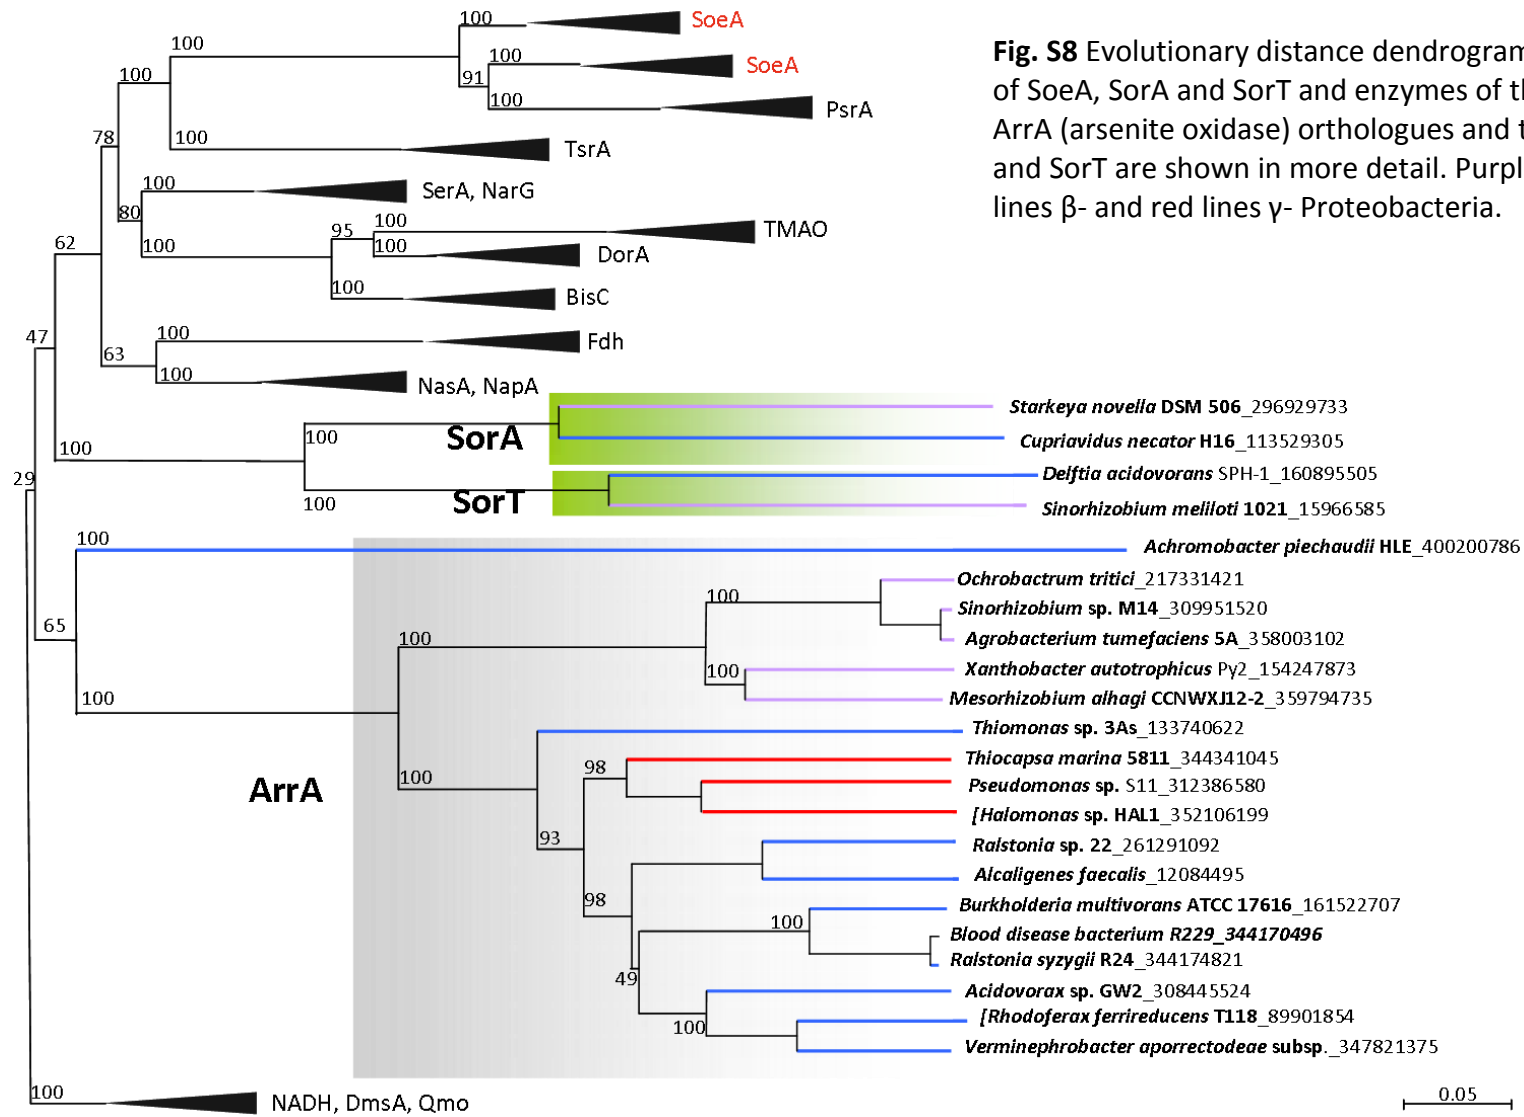 Fig. S8 Evolutionary distance dendrogram
of SoeA, SorA and SorT and enzymes of t
ArrA (arsenite oxidase) orthologues and t
and SorT are shown in more detail. Purpl
lines β- and red lines γ- Proteobacteria.
100
SoeA
100
100
SoeA
100
91
100
PsrA
78
100
TsrA
100
SerA, NarG
80
100
95
100
TMAO
62
100
DorA
100
BisC
47
100
Fdh
63
100
NasA, NapA
Starkeya novella DSM 506_296929733
100
SorA
Cupriavidus necator H16_113529305
100
29
Delftia acidovorans SPH-1_160895505
100
SorT
Sinorhizobium meliloti 1021_15966585
100
Achromobacter piechaudii HLE_400200786
Ochrobactrum tritici_217331421
100
Sinorhizobium sp. M14_309951520
65
100
Agrobacterium tumefaciens 5A_358003102
100
Xanthobacter autotrophicus Py2_154247873
100
Mesorhizobium alhagi CCNWXJ12-2_359794735
Thiomonas sp. 3As_133740622
98
Thiocapsa marina 5811_344341045
100
ArrA
Pseudomonas sp. S11_312386580
[Halomonas sp. HAL1_352106199
93
Ralstonia sp. 22_261291092
Alcaligenes faecalis_12084495
98
Burkholderia multivorans ATCC 17616_161522707
100
Blood disease bacterium R229_344170496
Ralstonia syzygii R24_344174821
49
Acidovorax sp. GW2_308445524
100
[Rhodoferax ferrireducens T118_89901854
Verminephrobacter aporrectodeae subsp._347821375
100
NADH, DmsA, Qmo
0.05